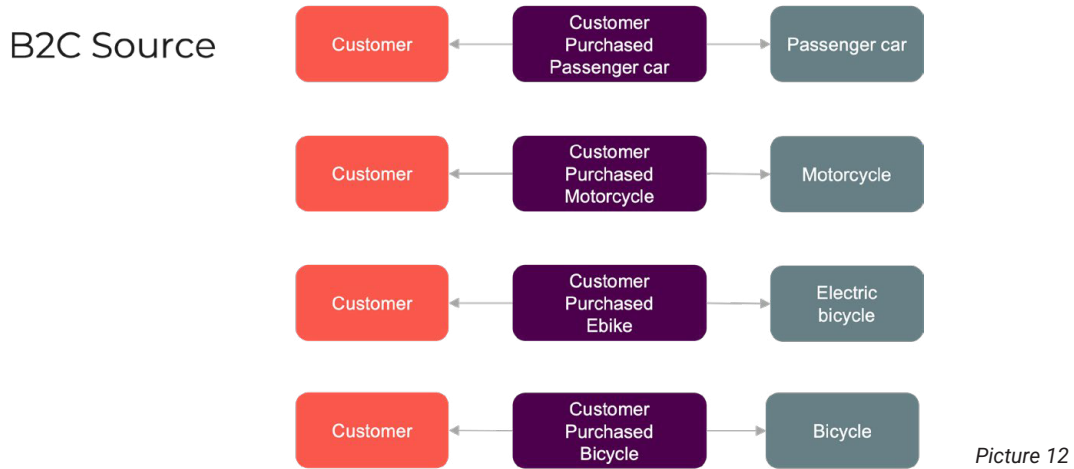 B2C Source
Customer
Customer
Purchased
Passenger car
Passenger car
Customer
Customer
Purchased
Motorcycle
Motorcycle
Customer
Customer
Purchased
Ebike
Electric
bicycle
Customer
Customer
Purchased
Bicycle
Bicycle
Picture 12